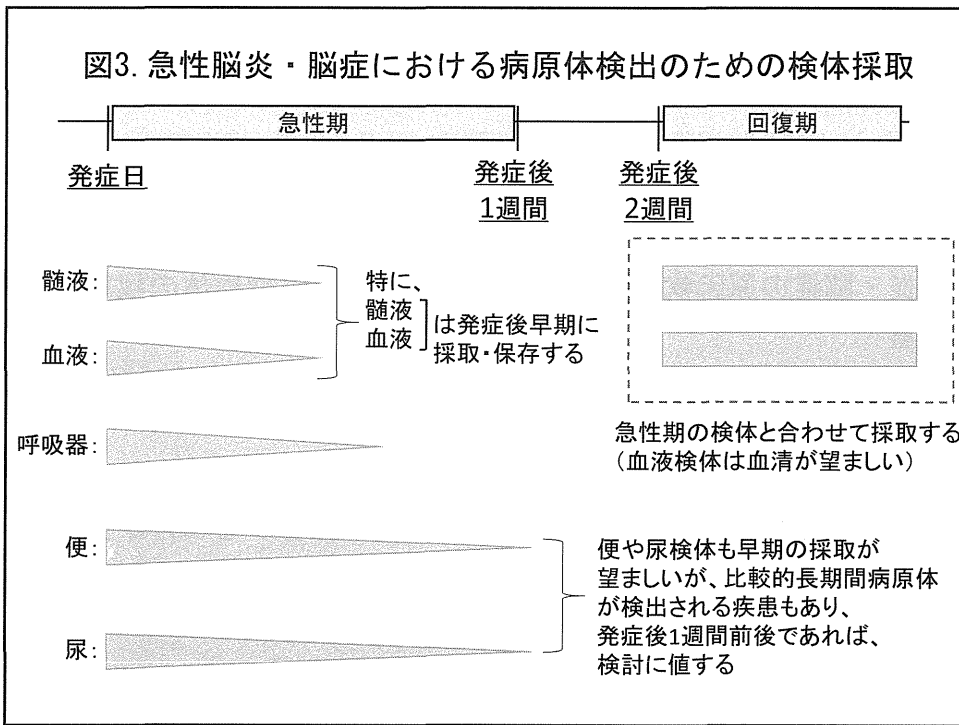 図3. 急性脳炎・脳症における病原体検出のための検体採取
急性期
回復期
発症日
発症後
1週間
発症後
2週間
髄液:
血液:
呼吸器:
便:
尿:
特に、
髄液
血液
は発症後早期に
採取・保存する
急性期の検体と合わせて採取する
(血液検体は血清が望ましい)
便や尿検体も早期の採取が
望ましいが、比較的長期間病原体
が検出される疾患もあり、
発症後1週間前後であれば、
検討に値する